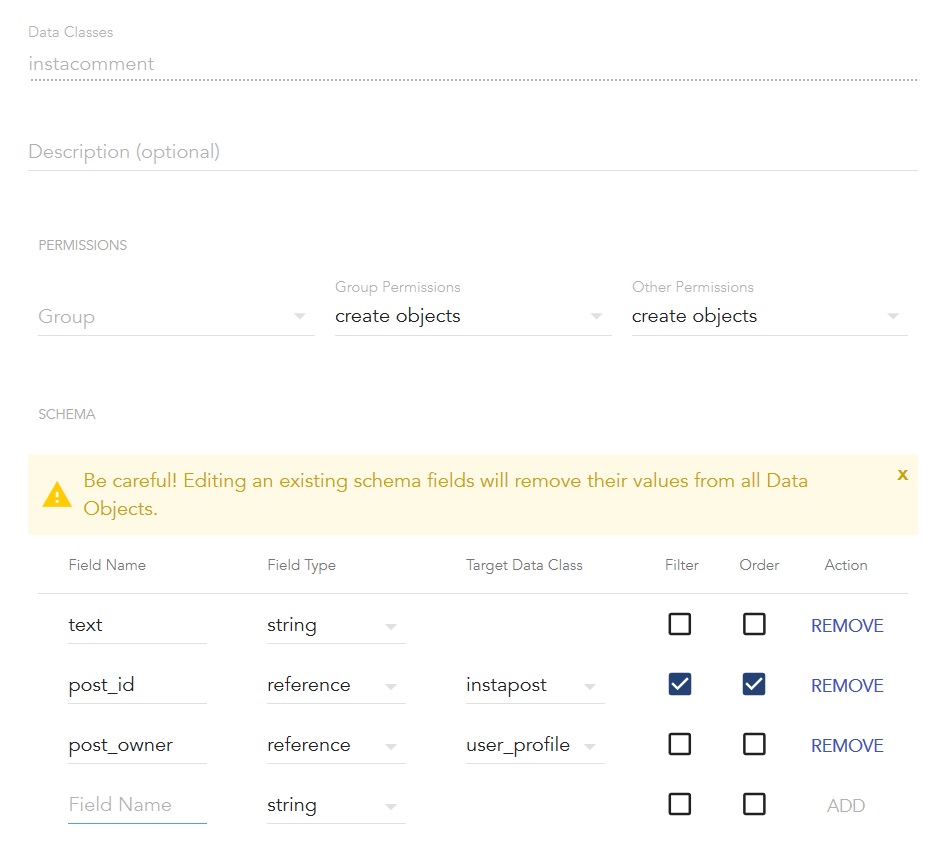 Data Classes
instacomment
Description (optional)
PERMISSIONS
Group Permissions Other Permissions
Group create objects create objects
SCHEMA
Be careful! Editing an existing schema fields will remove their values from all Data x
Objects.
Field Name Field Type Target Data Class Filter Order Action
text string REMOVE
post_id reference instapost REMOVE
post_owner reference user_profile REMOVE
Field Name string ADD